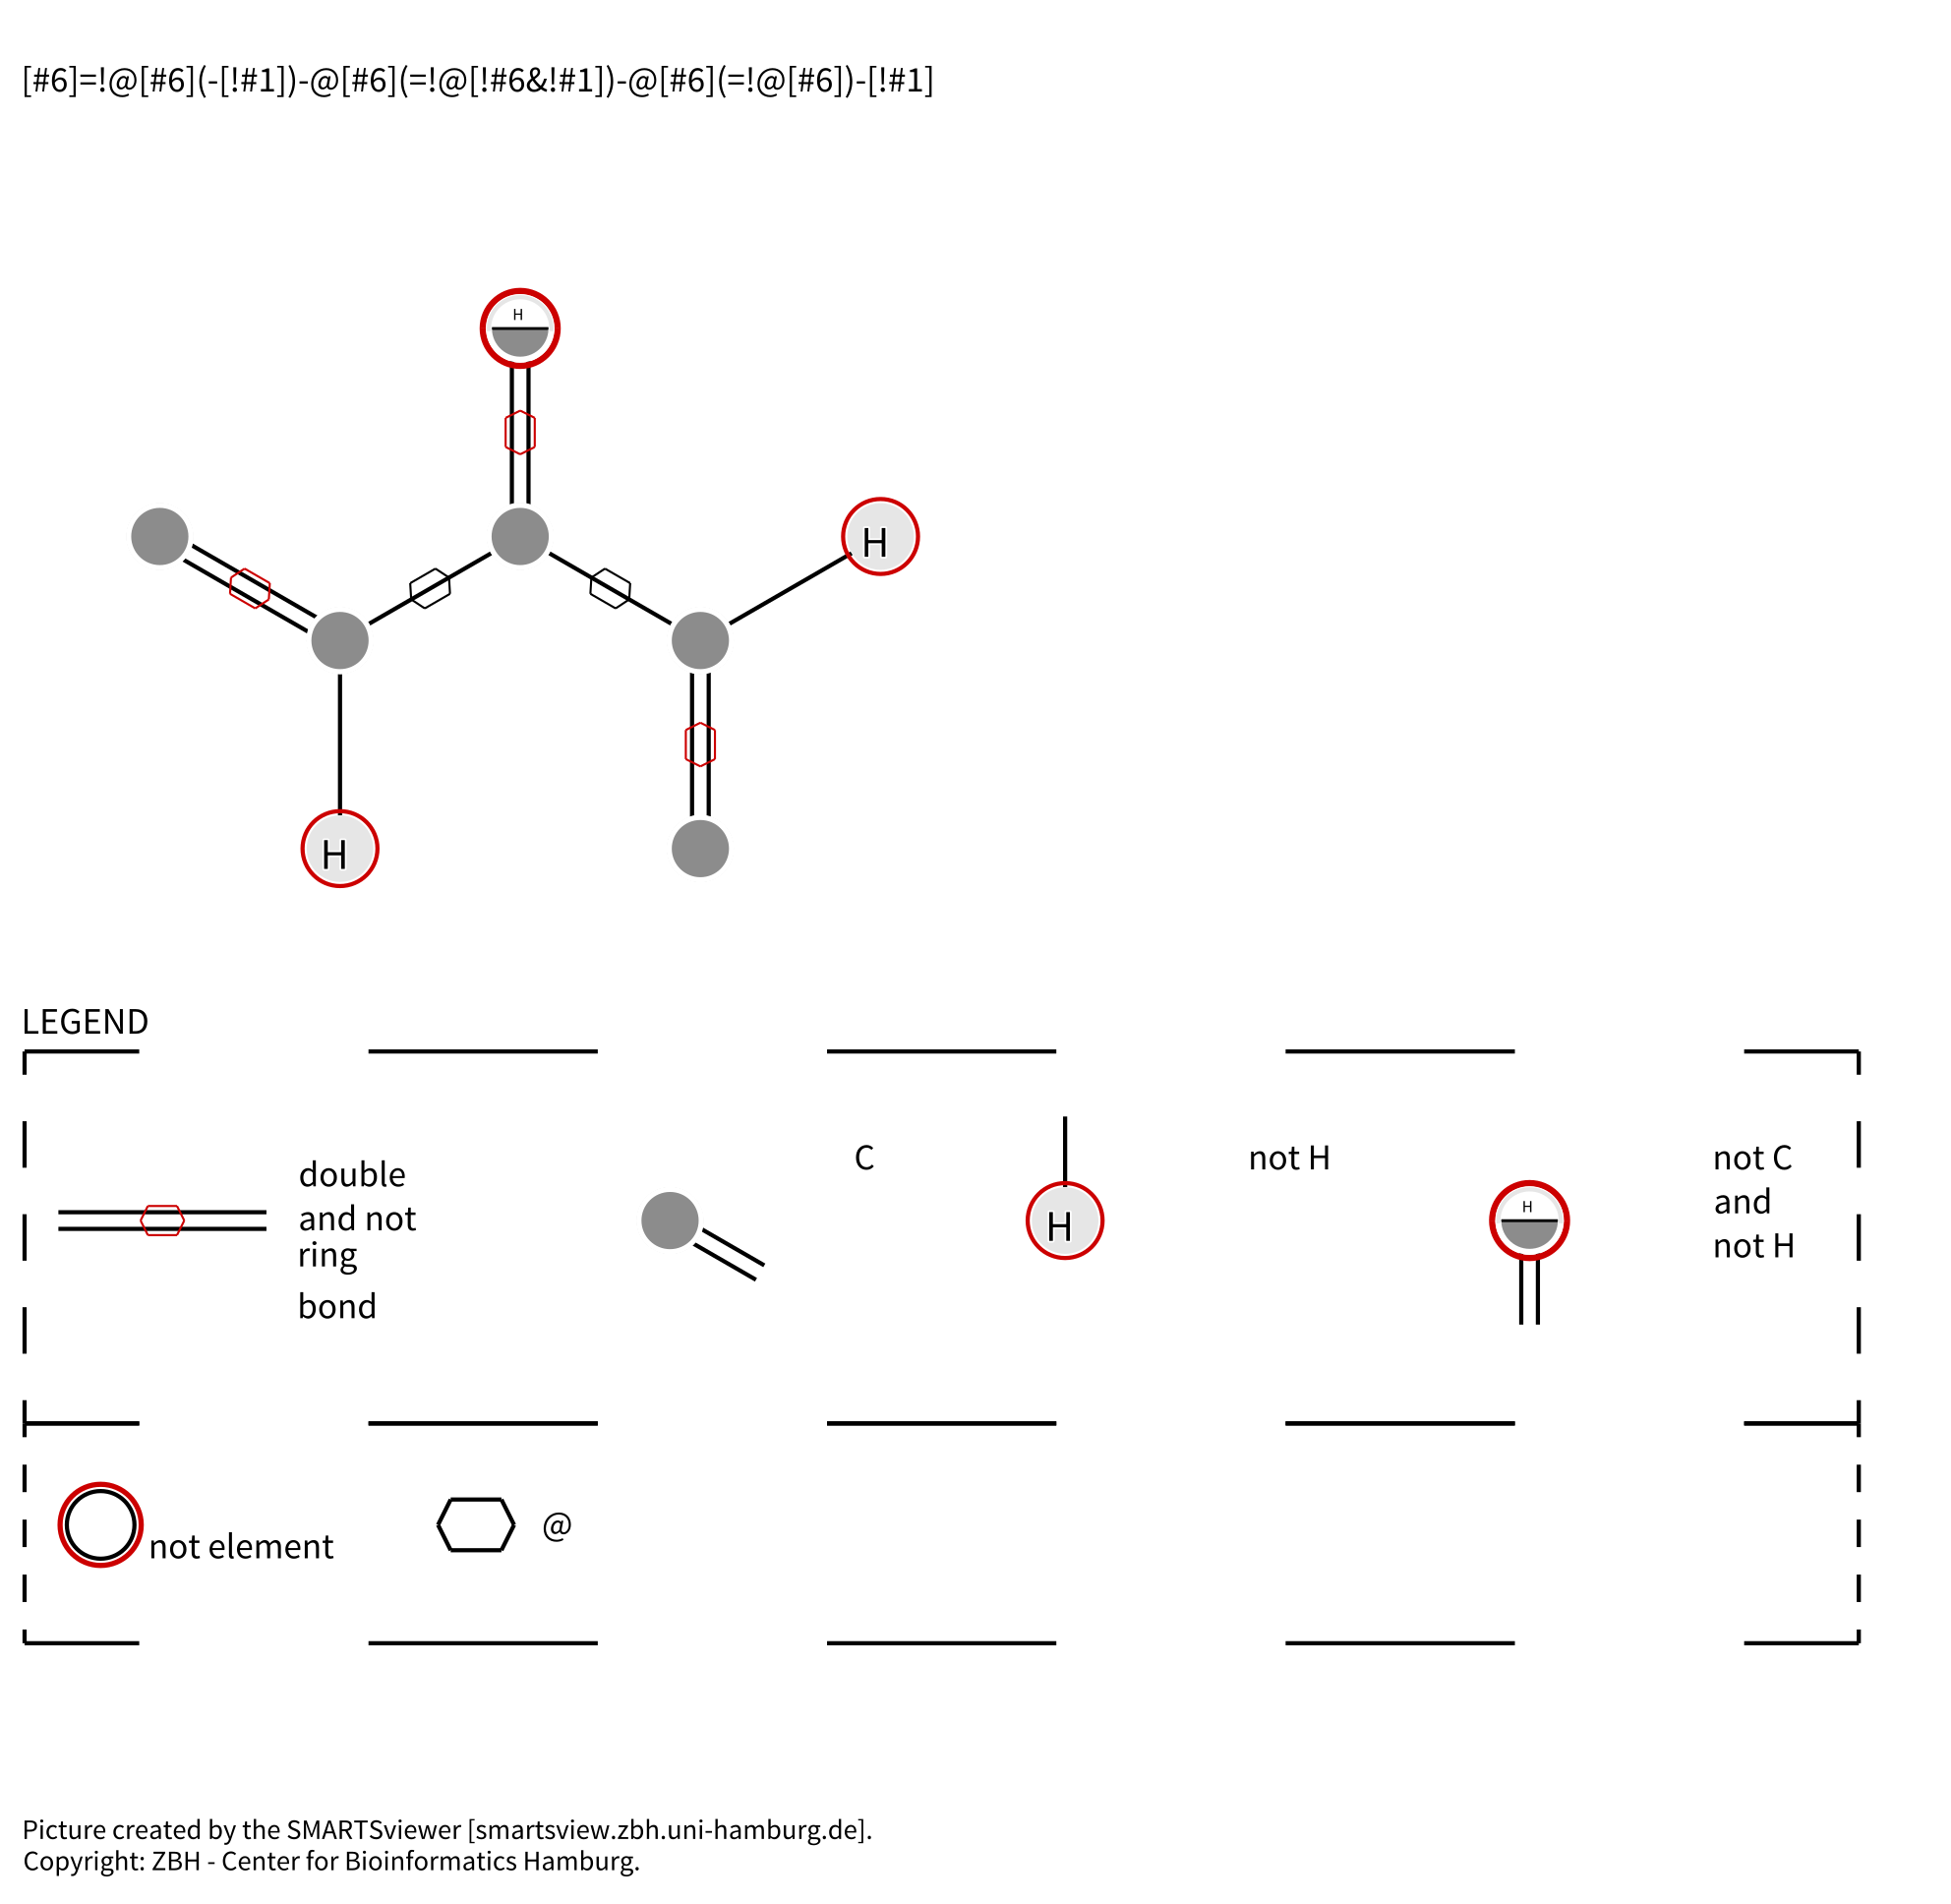 [#6]=!@[#6](-[!#1])-@[#6](=!@[!#6&!#1])-@[#6](=!@[#6])-[!#1]
H
H
H
LEGEND
double
and not
ring
bond
C
H
not H
H
not C
and
not H
not element
@
Picture created by the SMARTSviewer [smartsview.zbh.uni-hamburg.de].
Copyright: ZBH - Center for Bioinformatics Hamburg.